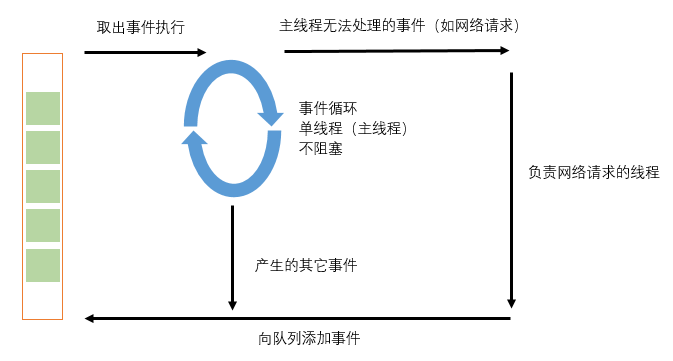 取出事件执行
主线程无法处理的事件（如网络请求）
事件循环
单线程（主线程）
不阻塞
负责网络请求的线程
产生的其它事件
向队列添加事件